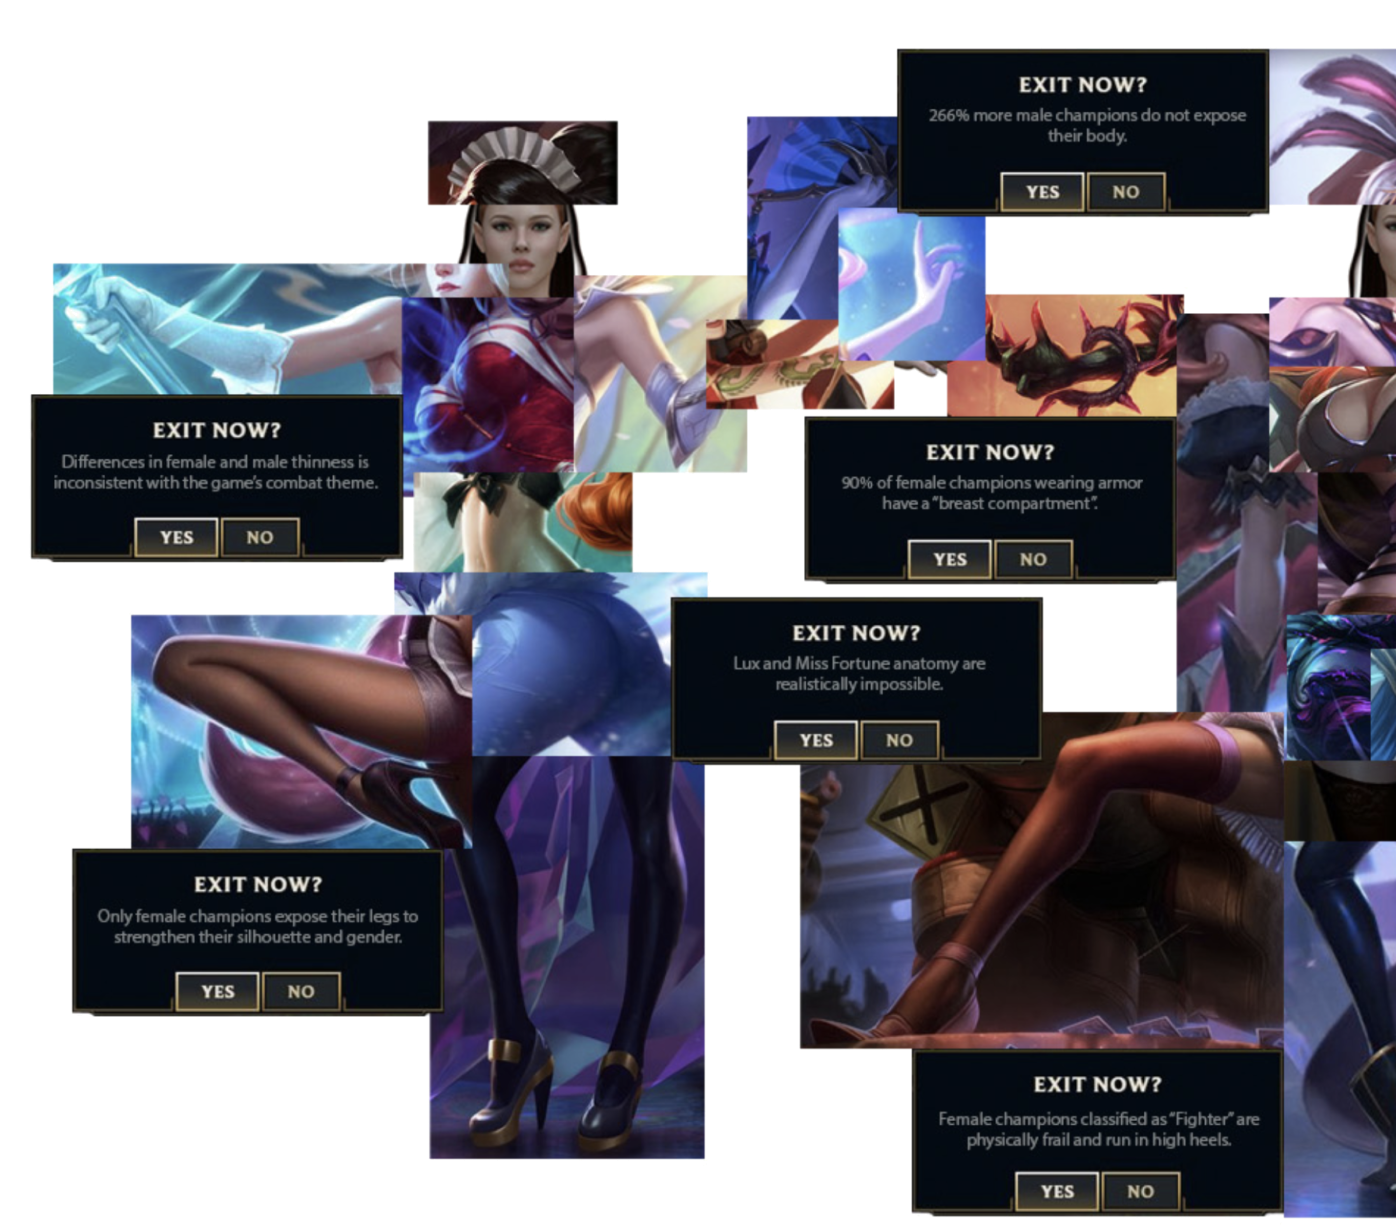 EXIT NOW?
266% more male champions do not expose
their body.
YES NO
EXIT NOW?
Differences in female and male thinness is
inconsistent with the game's combat theme.
YES NO
EXIT NOW?
90% of female champions wearing armor
have a “breast compartment”.
YES NO
EXIT NOW?
Lux and Miss Fortune anatomy are
realistically impossible.
YES NO
EXIT NOW?
Only female champions expose their legs to
strengthen their silhouette and gender.
YES NO
EXIT NOW?
Female champions classified as “Fighter” are
physically frail and run in high heels.
YES NO